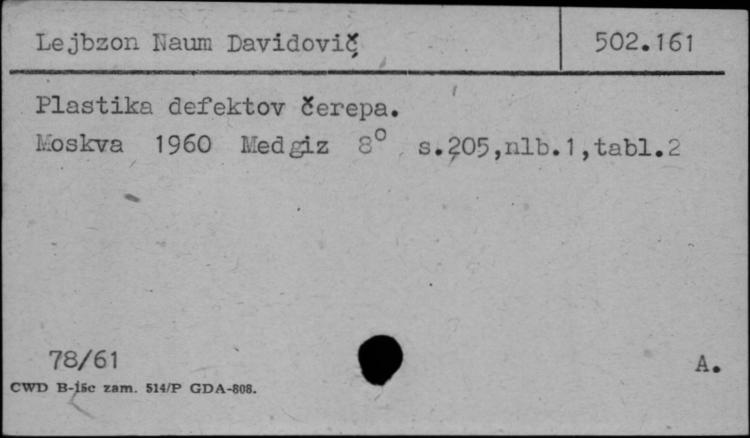 Lejbzon Naum Davidovič 502.161
Plastika defektov čerepa.
Moskva 1960 Medgiz 8° s.205,nlb.1,tabl.2
78/61 A.
CWD B-isc zam. 514/P GDA-808.